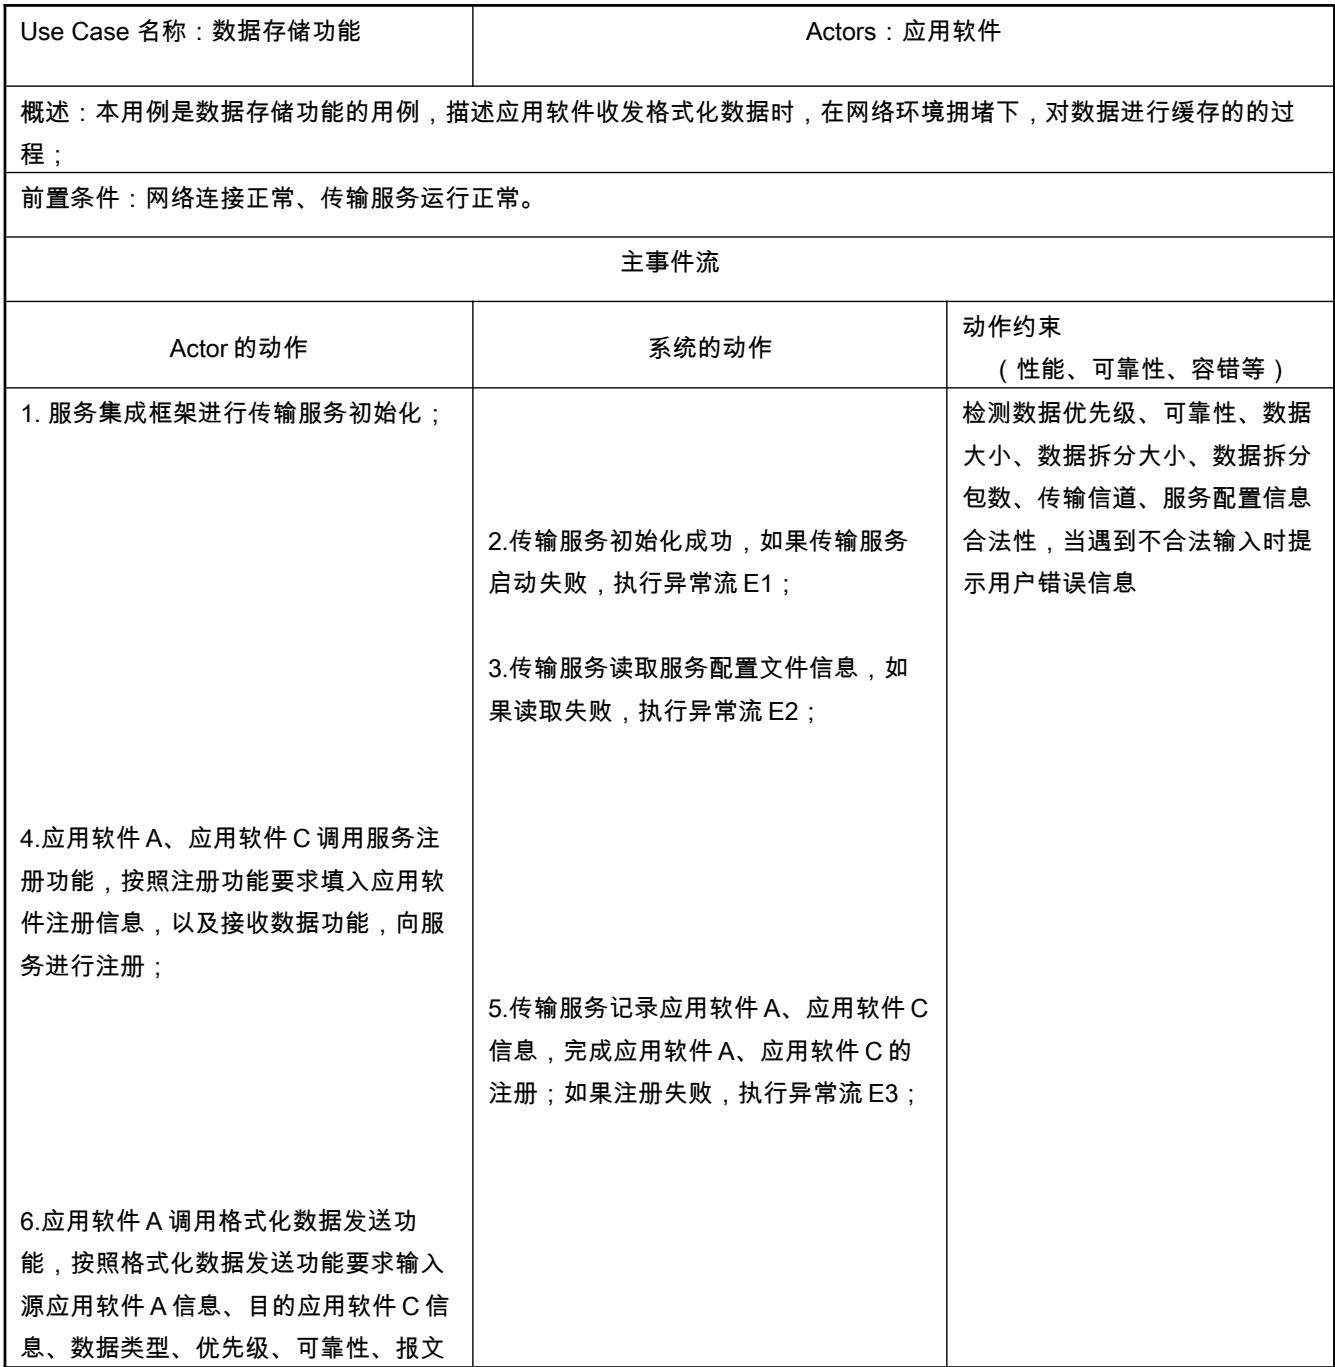 Use Case 名称：数据存储功能
Actors：应用软件
概述：本用例是数据存储功能的用例，描述应用软件收发格式化数据时，在网络环境拥堵下，对数据进行缓存的的过
程；
前置条件：网络连接正常、传输服务运行正常。
主事件流
Actor 的动作
系统的动作
动作约束
（性能、可靠性、容错等）
1. 服务集成框架进行传输服务初始化；
2.传输服务初始化成功，如果传输服务
启动失败，执行异常流 E1；
3.传输服务读取服务配置文件信息，如
果读取失败，执行异常流 E2；
4.应用软件 A、应用软件 C 调用服务注
册功能，按照注册功能要求填入应用软
件注册信息，以及接收数据功能，向服
务进行注册；
5.传输服务记录应用软件 A、应用软件 C
信息，完成应用软件 A、应用软件 C 的
注册；如果注册失败，执行异常流 E3；
6.应用软件 A 调用格式化数据发送功
能，按照格式化数据发送功能要求输入
源应用软件 A 信息、目的应用软件 C 信
息、数据类型、优先级、可靠性、报文
检测数据优先级、可靠性、数据
大小、数据拆分大小、数据拆分
包数、传输信道、服务配置信息
合法性，当遇到不合法输入时提
示用户错误信息